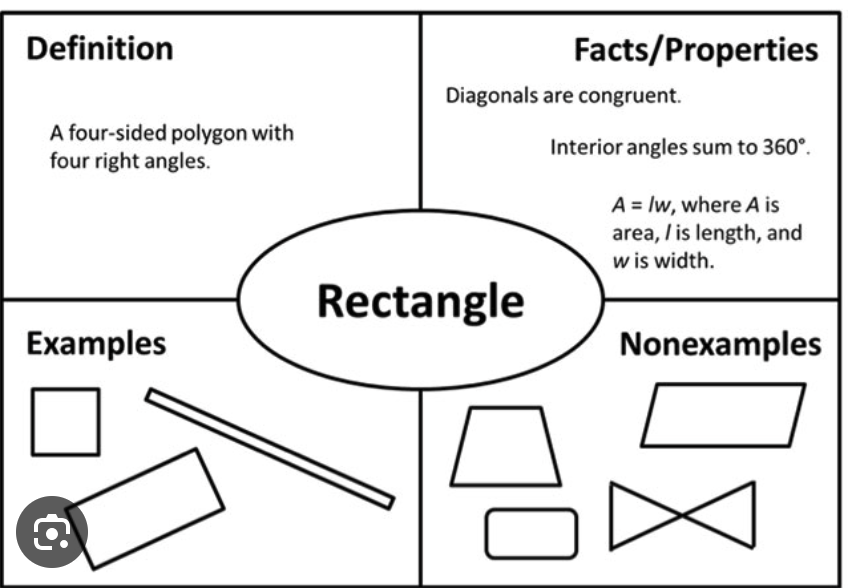 Definition
A four-sided polygon with
four right angles.
Facts/Properties
Diagonals are congruent.
Interior angles sum to 360°.
A = lw, where A is
area, l is length, and
w is width.
Rectangle
Examples
Nonexamples